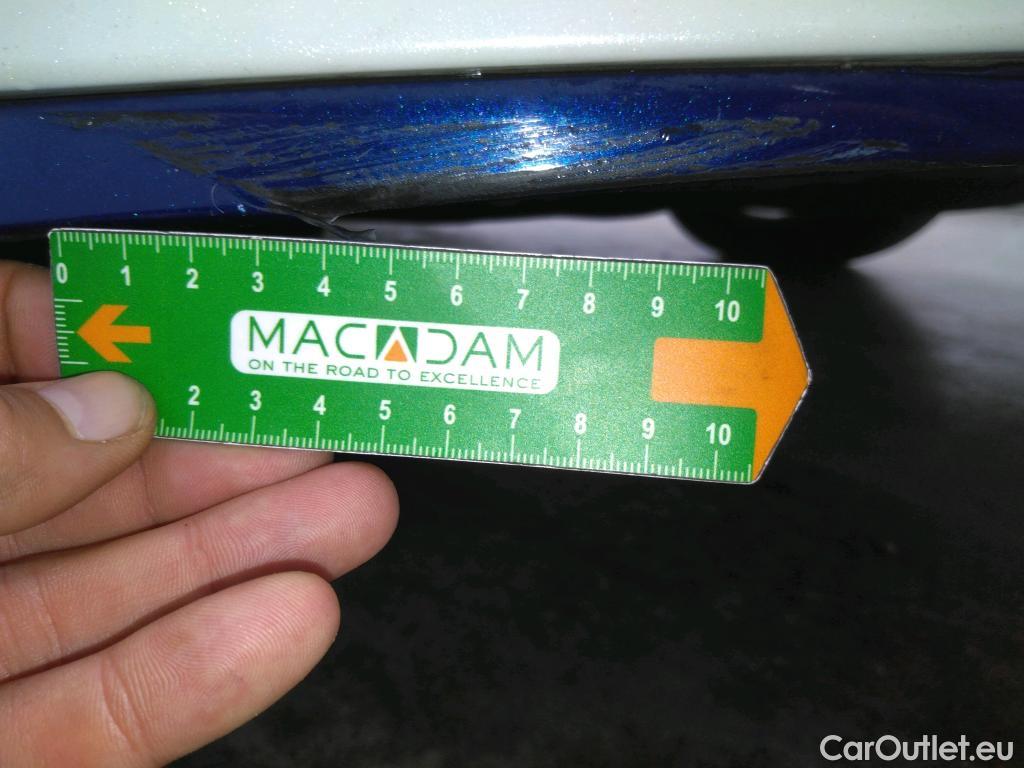 0 1 2 3 4 5 6 7 8 9 10
MACADAM
ON THE ROAD TO EXCELLENCE
2 3 4 5 6 7 8 9 10
CarOutlet.eu